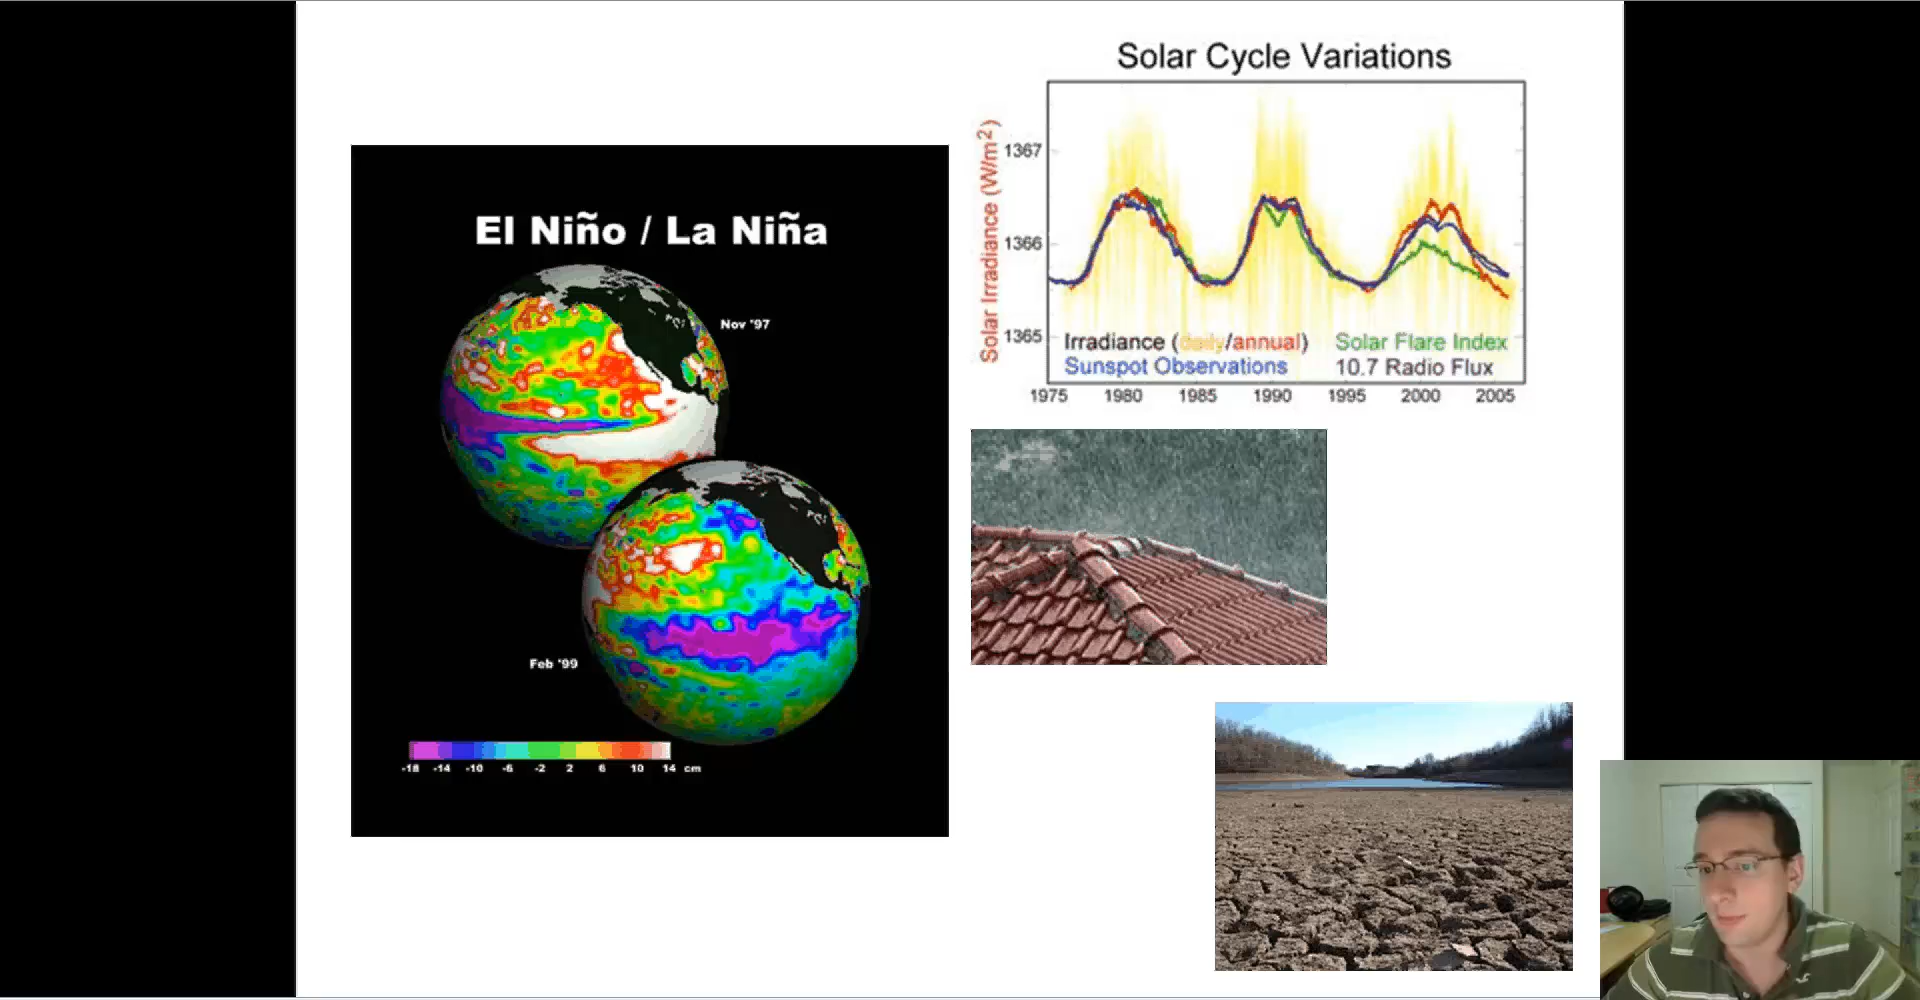 El Niño / La Niña
Nov '97
Feb '99
-18 -14 -10 -6 -2 2 6 10 14 cm
Solar Cycle Variations
Solar Irradiance (W/m²)
1367
1366
1365
Irradiance (daily/annual) Solar Flare Index
Sunspot Observations 10.7 Radio Flux
1975 1980 1985 1990 1995 2000 2005